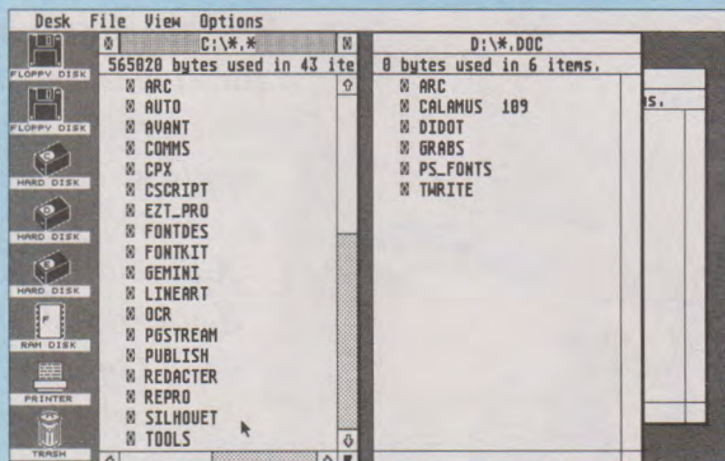 Desk File View Options
FLOPPY DISK
FLOPPY DISK
HARD DISK
HARD DISK
HARD DISK
RAM DISK
PRINTER
TRASH
C:\*.*
565020 bytes used in 43 ite
ARC
AUTO
AVANT
COMMS
CPX
CSCRIPT
EZT_PRO
FONTDES
FONTKIT
GEMINI
LINEART
OCR
PGSTREAM
PUBLISH
REDACTER
REPRO
SILHOUET
TOOLS
D:\*.DOC
0 bytes used in 6 items.
ARC
CALAMUS 109
DIDOT
GRABS
PS_FONTS
TWRITE
ms.